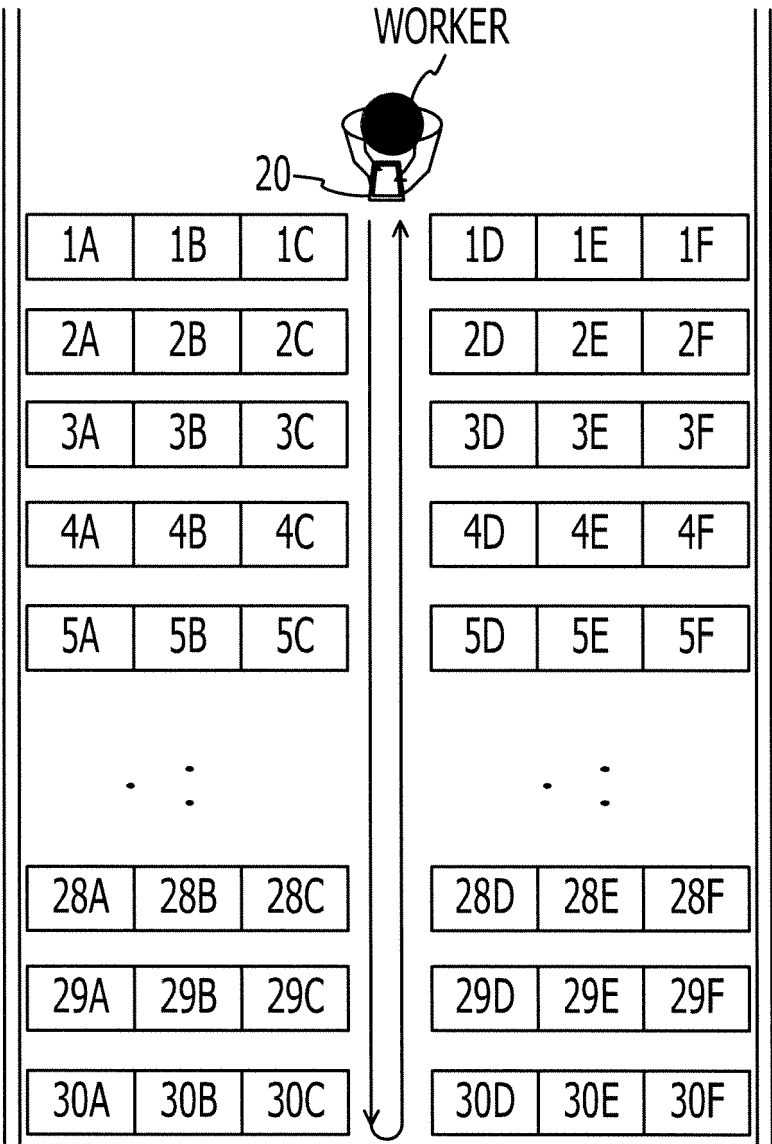 WORKER
20
1A 1B 1C 1D 1E 1F
2A 2B 2C 2D 2E 2F
3A 3B 3C 3D 3E 3F
4A 4B 4C 4D 4E 4F
5A 5B 5C 5D 5E 5F
28A 28B 28C 28D 28E 28F
29A 29B 29C 29D 29E 29F
30A 30B 30C 30D 30E 30F